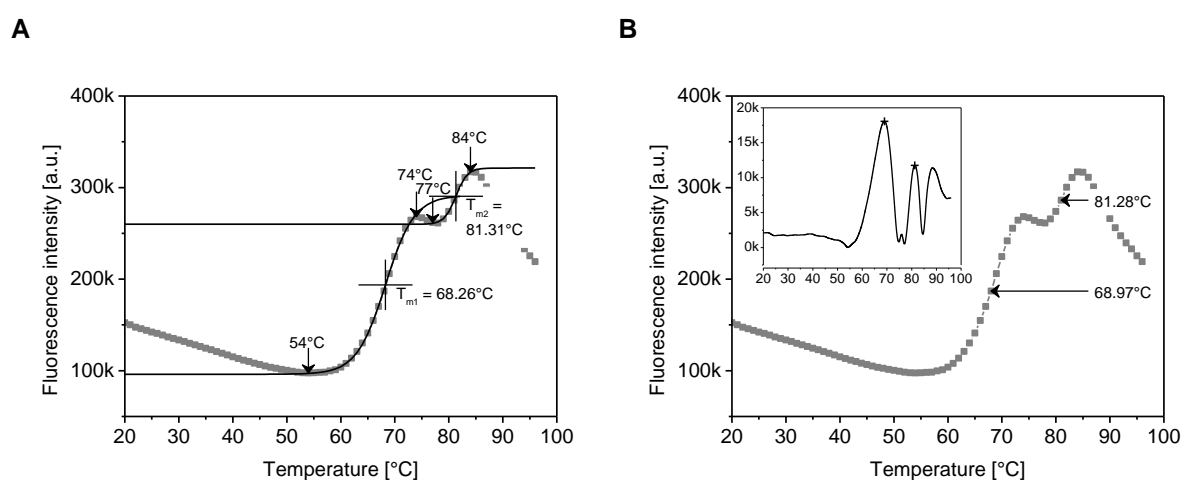 A
B
400k
300k
200k
100k
Fluorescence intensity [a.u.]
20 30 40 50 60 70 80 90 100
Temperature [°C]
54°C
74°C
77°C
84°C
Tm2 =
81.31°C
Tm1 = 68.26°C
400k
300k
200k
100k
Fluorescence intensity [a.u.]
20 30 40 50 60 70 80 90 100
Temperature [°C]
20k
15k
10k
5k
0k
20 30 40 50 60 70 80 90 100
81.28°C
68.97°C